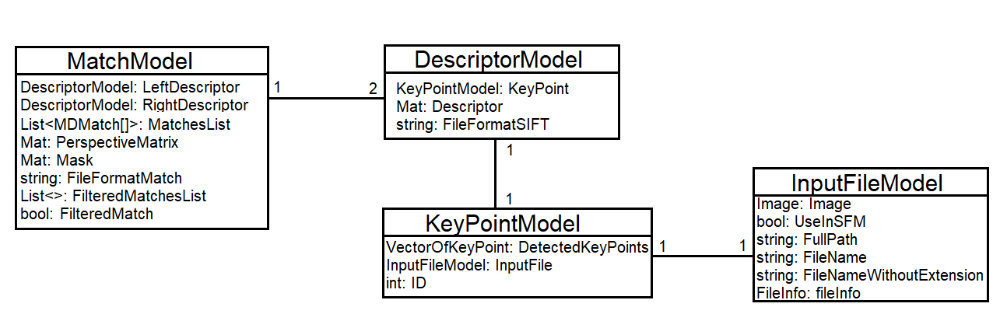 MatchModel
DescriptorModel: LeftDescriptor
DescriptorModel: RightDescriptor
List<MDMatch[]>: MatchesList
Mat: PerspectiveMatrix
Mat: Mask
string: FileFormatMatch
List<>: FilteredMatchesList
bool: FilteredMatch
1
2
DescriptorModel
KeyPointModel: KeyPoint
Mat: Descriptor
string: FileFormatSIFT
1
1
KeyPointModel
VectorOfKeyPoint: DetectedKeyPoints
InputFileModel: InputFile
int: ID
1
1
InputFileModel
Image: Image
bool: UseInSFM
string: FullPath
string: FileName
string: FileNameWithoutExtension
FileInfo: fileInfo